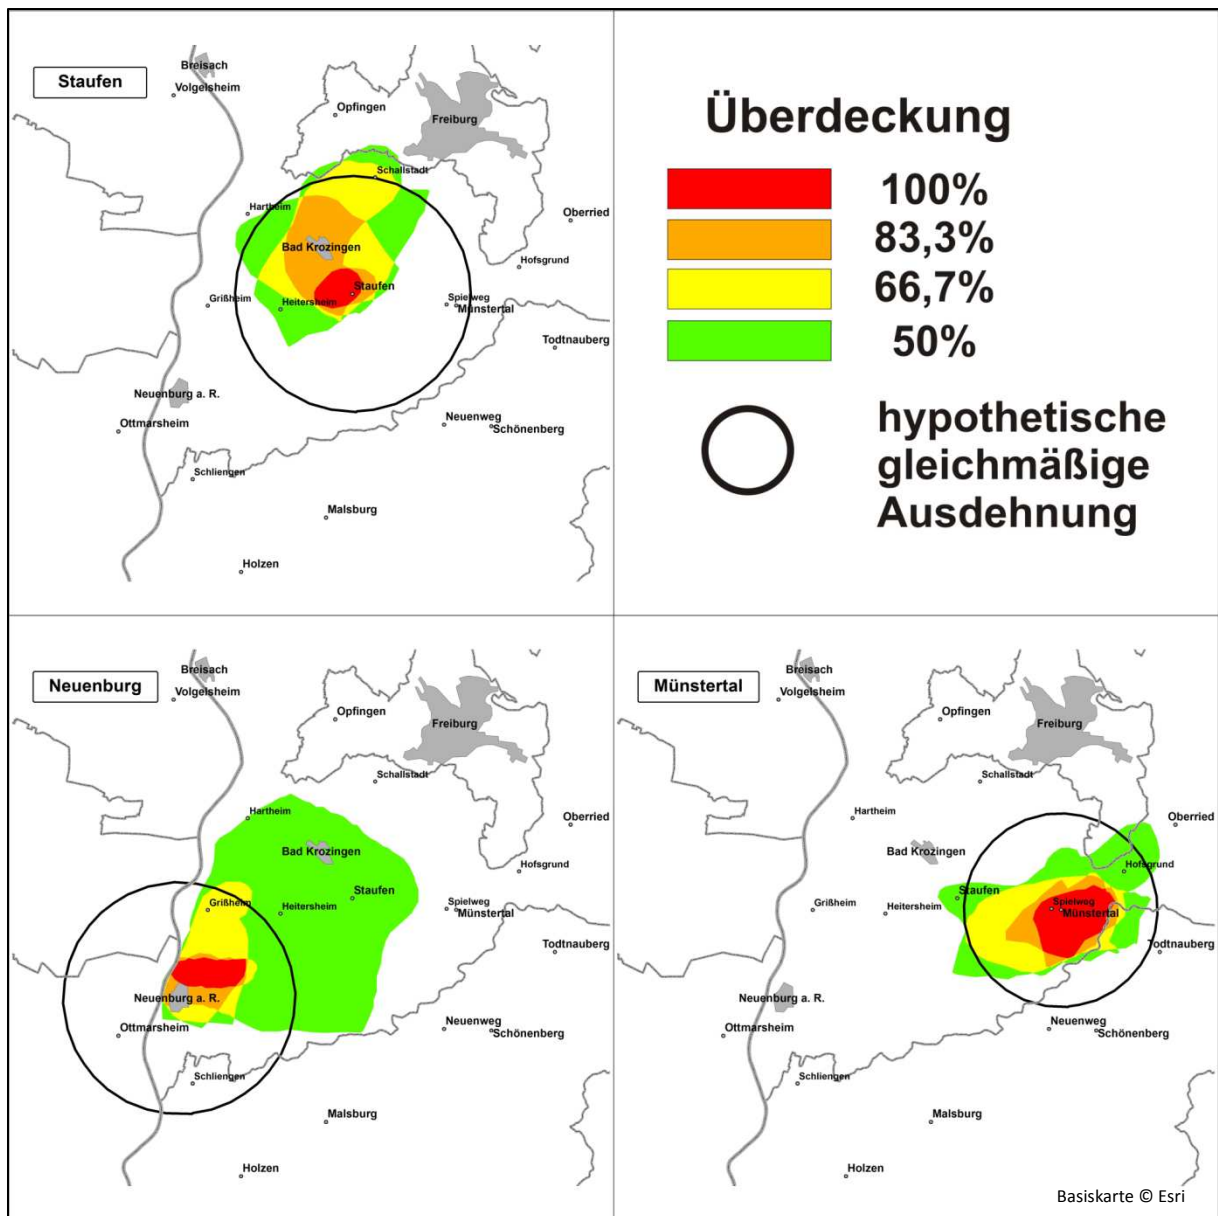 Staufen
Breisach
Volgelsheim
Opfingen
Freiburg
Schallstadt
Hartheim
Oberried
Bad Krozingen
Hofsgrund
Staufen
Grißheim
Heitersheim
Spielweg
Münstertal
Todtnauberg
Neuenburg a. R.
Ottmarsheim
Neuenweg
Schönenberg
Schliengen
Malsburg
Holzen
Überdeckung
100%
83,3%
66,7%
50%
hypothetische
gleichmäßige
Ausdehnung
Neuenburg
Breisach
Volgelsheim
Opfingen
Freiburg
Schallstadt
Hartheim
Oberried
Bad Krozingen
Hofsgrund
Staufen
Grißheim
Heitersheim
Spielweg
Münstertal
Todtnauberg
Neuenburg a. R.
Ottmarsheim
Neuenweg
Schönenberg
Schliengen
Malsburg
Holzen
Münstertal
Breisach
Volgelsheim
Opfingen
Freiburg
Schallstadt
Hartheim
Oberried
Bad Krozingen
Hofsgrund
Staufen
Grißheim
Heitersheim
Spielweg
Münstertal
Todtnauberg
Neuenburg a. R.
Ottmarsheim
Neuenweg
Schönenberg
Schliengen
Malsburg
Holzen
Basiskarte © Esri